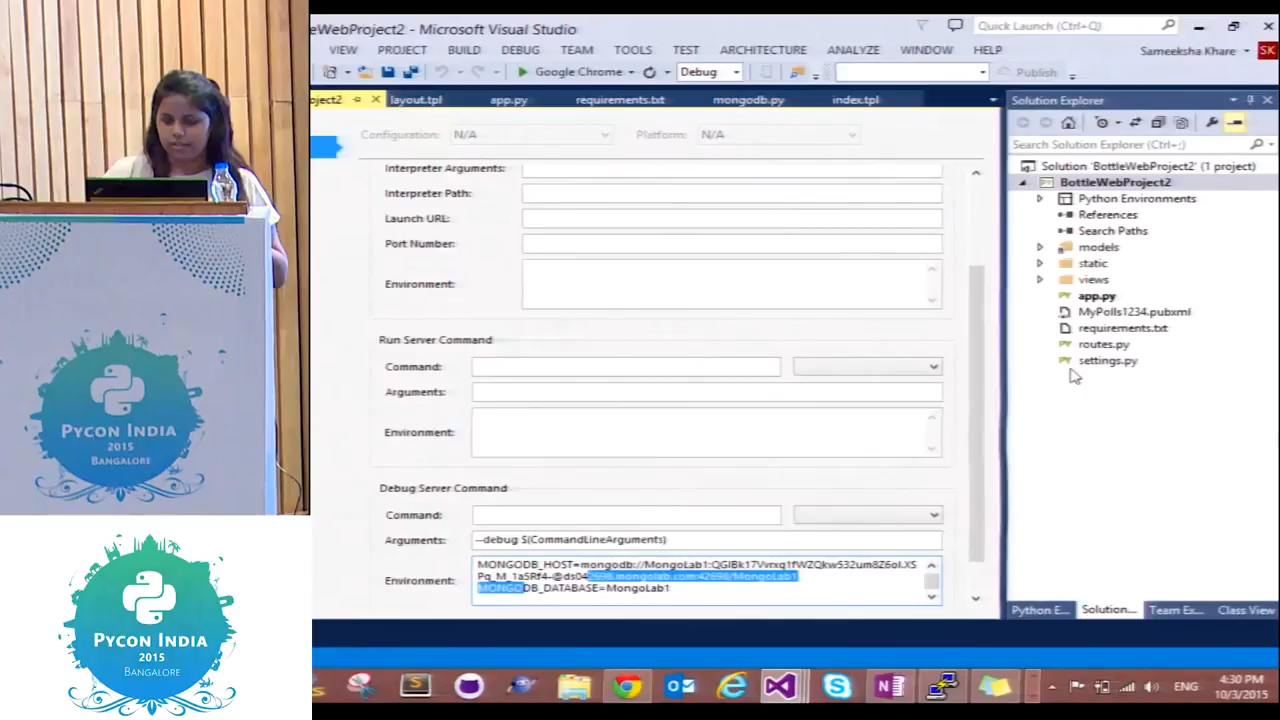 tleWebProject2 - Microsoft Visual Studio
Quick Launch (Ctrl+Q)
VIEW PROJECT BUILD DEBUG TEAM TOOLS TEST ARCHITECTURE ANALYZE WINDOW HELP
Sameeksha Khare SK
Google Chrome Debug Publish
oject2 layout.tpl app.py requirements.txt mongodb.py index.tpl
Configuration: N/A Platform: N/A
Interpreter Arguments:
Interpreter Path:
Launch URL:
Port Number:
Environment:
Run Server Command
Command:
Arguments:
Environment:
Debug Server Command
Command:
Arguments: --debug $(CommandLineArguments)
Environment:
MONGODB_DATABASE=MongoLab1
Solution Explorer
Search Solution Explorer (Ctrl+;)
Solution 'BottleWebProject2' (1 project)
BottleWebProject2
Python Environments
References
Search Paths
models
static
views
app.py
MyPolls1234.pubxml
requirements.txt
routes.py
settings.py
Python E... Solution... Team Ex... Class View
ENG
4:30 PM
10/3/2015
PYCON INDIA
2015
BANGALORE
PYCON INDIA
2015
BANGALORE